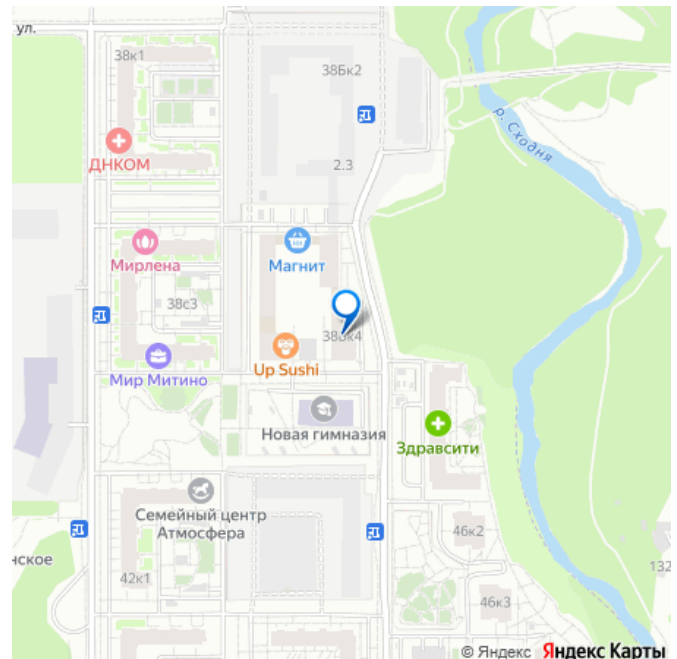 ул.
38к1
38Бк2
р. Сходня
ДНКОМ
2.3
Мирлена
Магнит
38с3
Up Sushi
Мир Митино
Новая гимназия
Здравсити
Семейный центр
Атмосфера
46к2
нское
132
42к1
46к3
© Яндекс Яндекс Карты